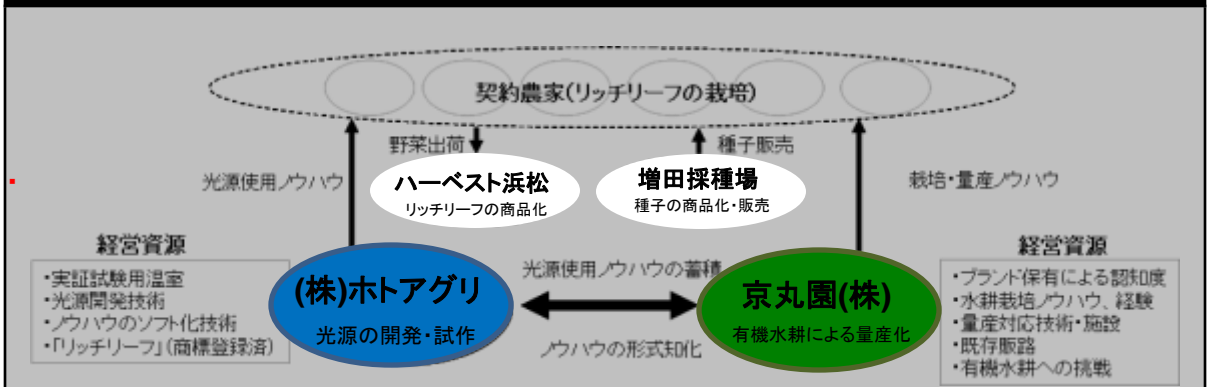 契約農家(リッチリーフの栽培)
野菜出荷
種子販売
光源使用ノウハウ
ハーベスト浜松
リッチリーフの商品化
増田採種場
種子の商品化・販売
栽培・量産ノウハウ
経営資源
・実証試験用温室
・光源開発技術
・ノウハウのソフト化技術
・「リッチリーフ」(商標登録済)
(株)ホトアグリ
光源の開発・試作
光源使用ノウハウの蓄積
ノウハウの形式知化
京丸園(株)
有機水耕による量産化
経営資源
・ブランド保有による認知度
・水耕栽培ノウハウ、経験
・量産対応技術・施設
・既存販路
・有機水耕への挑戦